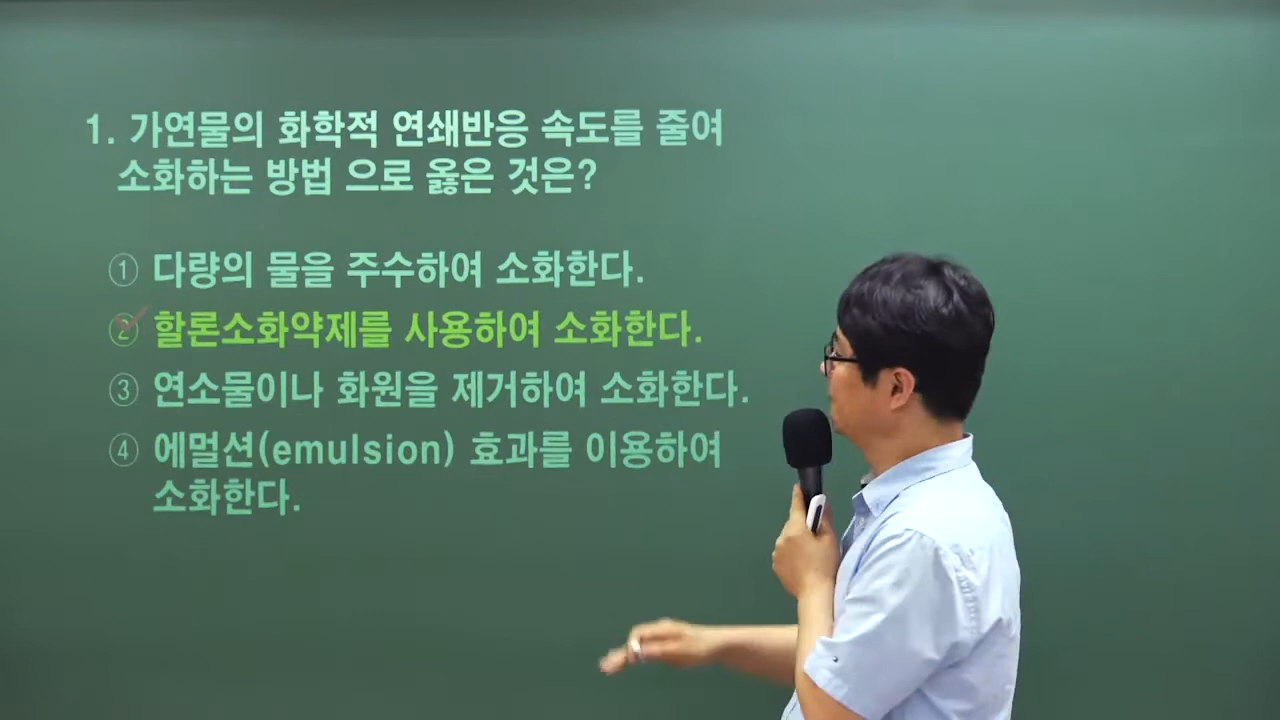 1. 가연물의 화학적 연쇄반응 속도를 줄여
소화하는 방법 으로 옳은 것은?
① 다량의 물을 주수하여 소화한다.
② 할론소화약제를 사용하여 소화한다.
③ 연소물이나 화원을 제거하여 소화한다.
④ 에멀션(emulsion) 효과를 이용하여
소화한다.